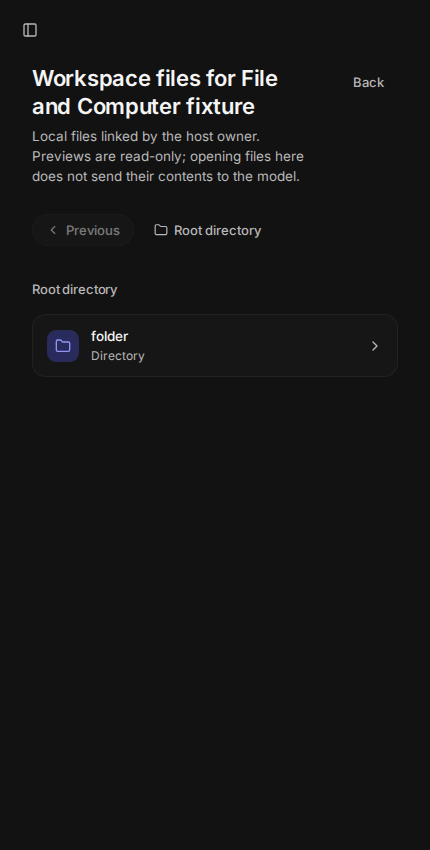 Workspace files for File
and Computer fixture
Back
Local files linked by the host owner.
Previews are read-only; opening files here
does not send their contents to the model.
Previous
Root directory
Root directory
folder
Directory